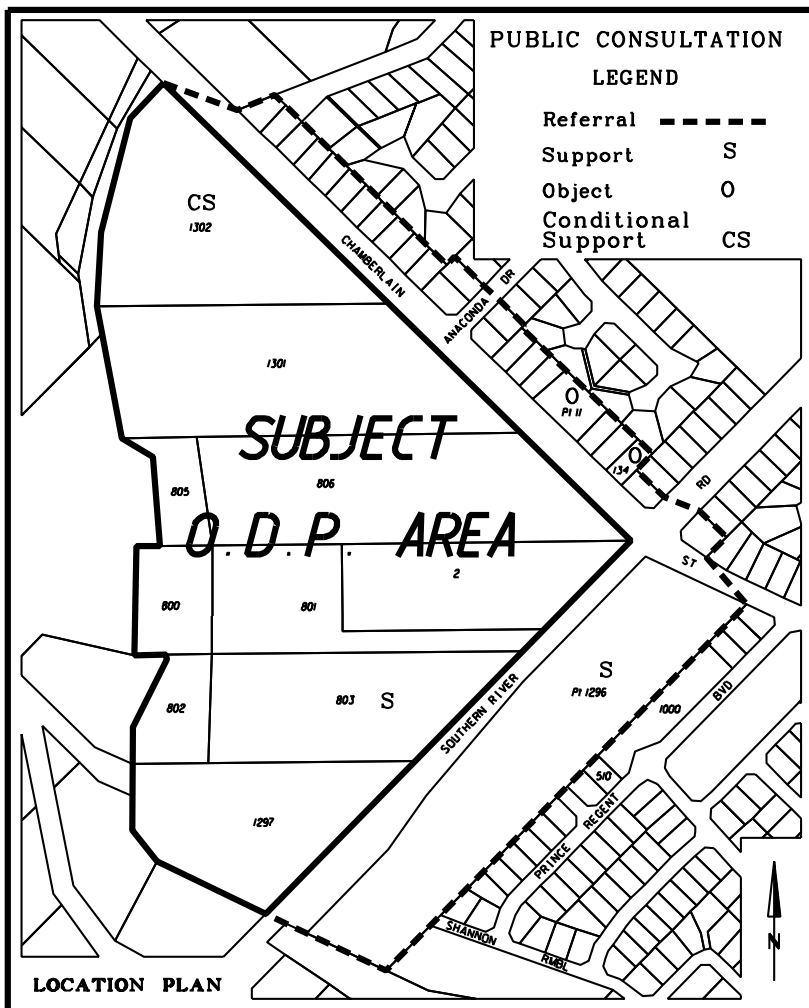 PUBLIC CONSULTATION
LEGEND
Referral
Support S
Object O
Conditional
Support CS
CS
1302
CHAMBERLAIN
ANACONDA DR
1301
O
Pt 11
SUBJECT
O
134
RD
805
806
O.D.P. AREA
ST
2
800
801
SOUTHERN RIVER
S
Pt 1296
802
803 S
1000
BVD
510
1297
PRINCE REGENT
SHANNON
RMBL
N
LOCATION PLAN